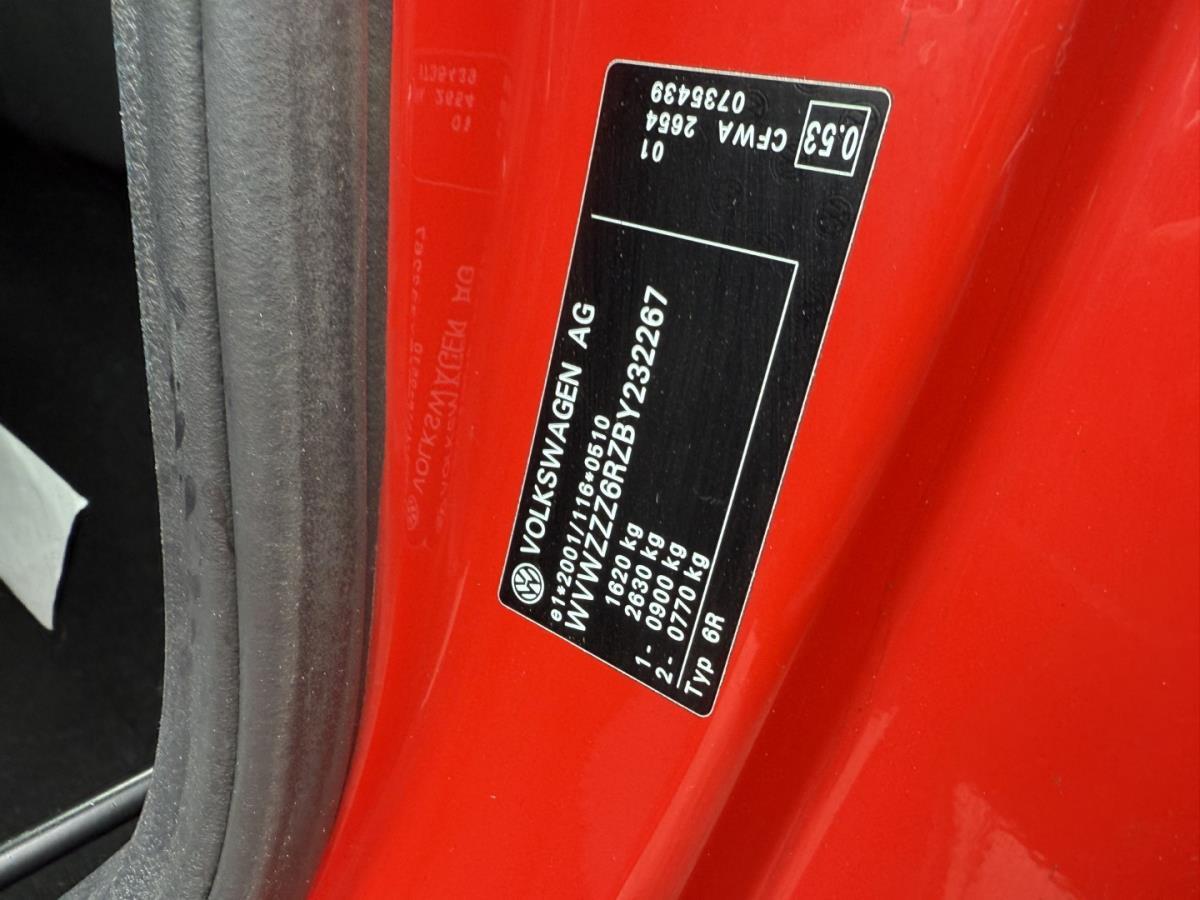 VOLKSWAGEN AG
e1*2001/116*0510
WVWZZZ6RZBY232267
1620 kg
2630 kg
1- 0900 kg
2- 0770 kg
Typ 6R
01 2654 0735439
CFWA
0.53